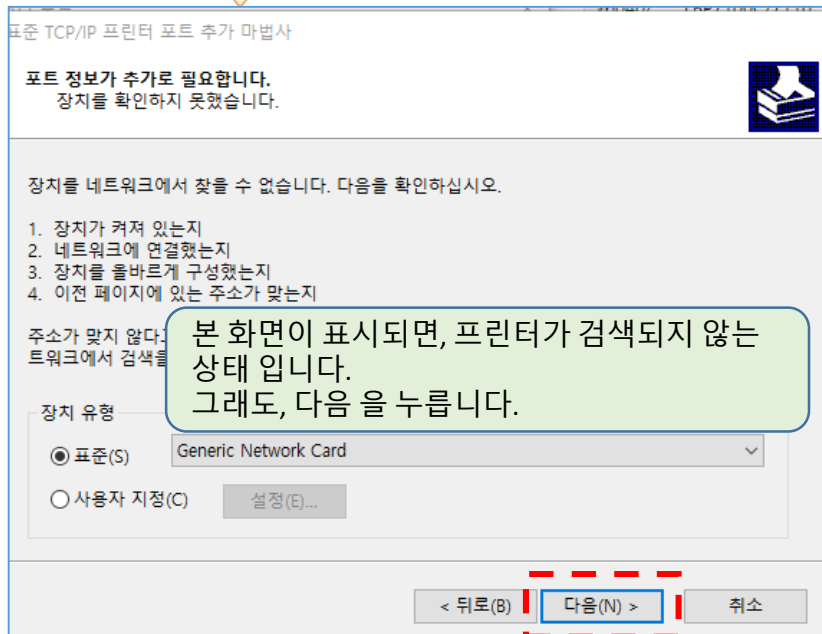 표준 TCP/IP 프린터 포트 추가 마법사
포트 정보가 추가로 필요합니다.
장치를 확인하지 못했습니다.
장치를 네트워크에서 찾을 수 없습니다. 다음을 확인하십시오.
1. 장치가 켜져 있는지
2. 네트워크에 연결했는지
3. 장치를 올바르게 구성했는지
4. 이전 페이지에 있는 주소가 맞는지
주소가 맞지 않다고
트워크에서 검색을
본 화면이 표시되면, 프린터가 검색되지 않는
상태 입니다.
그래도, 다음 을 누릅니다.
장치 유형
표준(S)
Generic Network Card
사용자 지정(C)
설정(E)...
< 뒤로(B)
다음(N) >
취소